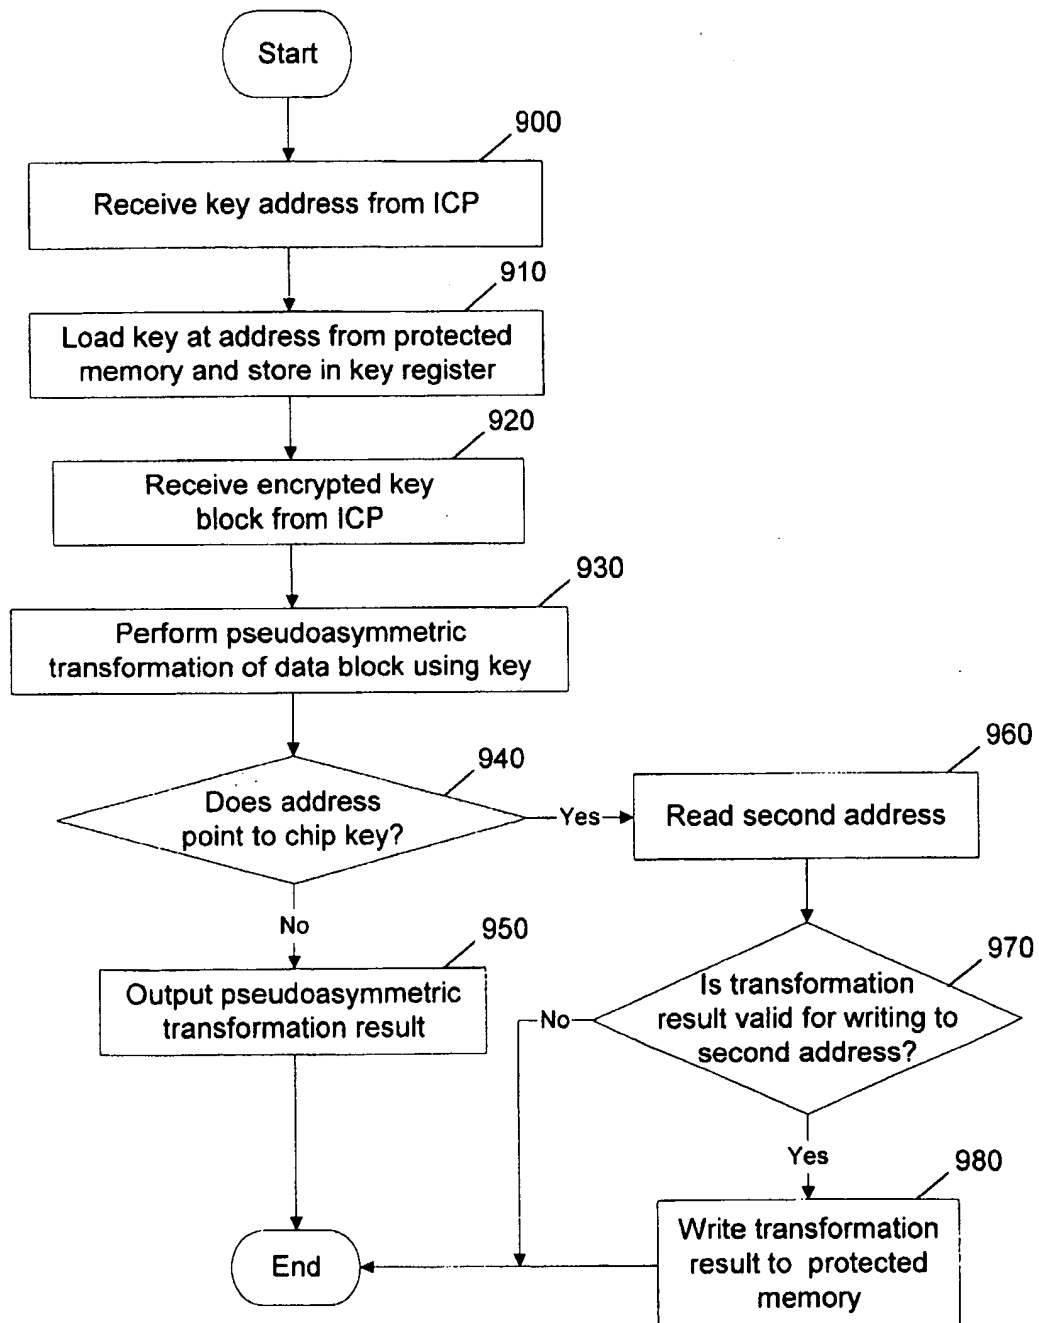 Start
900
Receive key address from ICP
910
Load key at address from protected
memory and store in key register
920
Receive encrypted key
block from ICP
930
Perform pseudoasymmetric
transformation of data block using key
940
Does address
point to chip key?
Yes
960
Read second address
No
950
Output pseudoasymmetric
transformation result
970
Is transformation
result valid for writing to
second address?
No
Yes
980
Write transformation
result to protected
memory
End